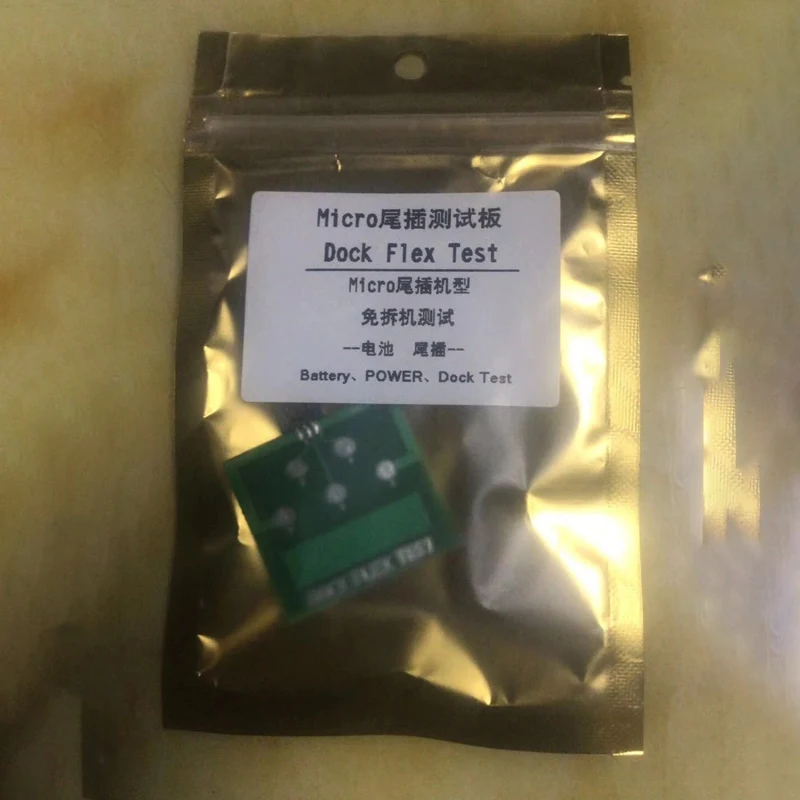 Micro尾插测试板
Dock Flex Test
Micro尾插机型
免拆机测试
--电池 尾插--
Battery、POWER、Dock Test
DOCK FLEX TEST